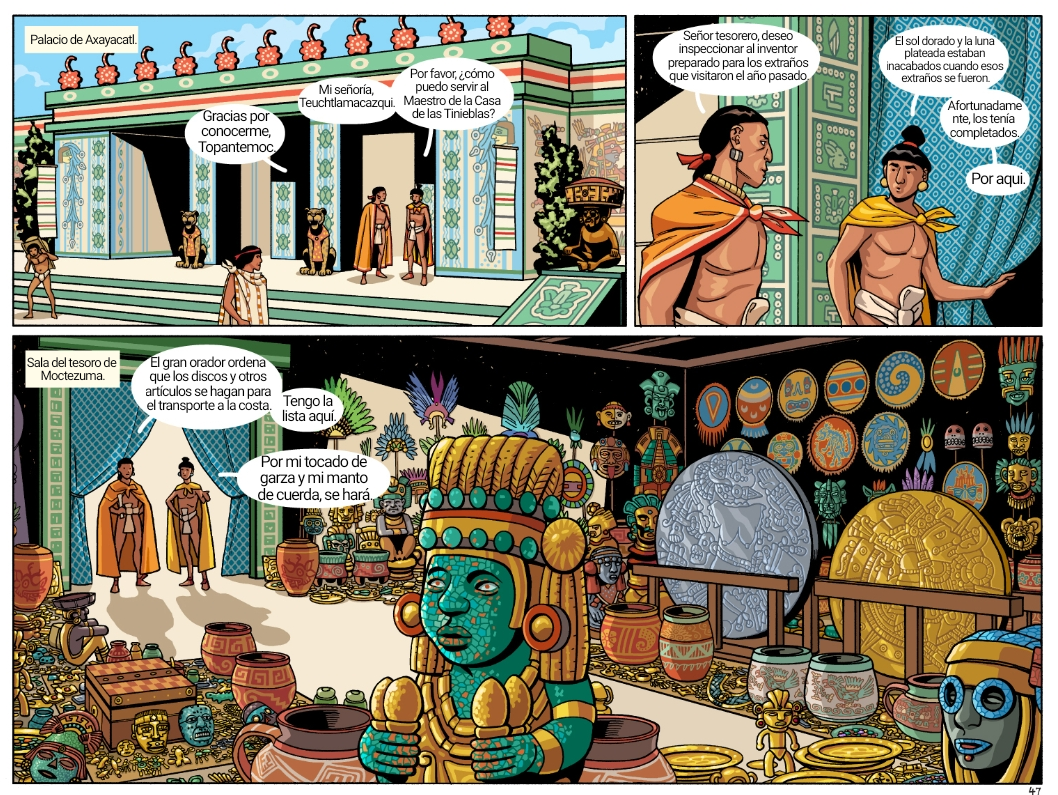 Palacio de Axayacatl.
Gracias por
conocerme,
Topantemoc.
Mi señoría,
Teuchtlamacazqui.
Por favor, ¿cómo
puedo servir al
Maestro de la Casa
de las Tinieblas?
Señor tesorero, deseo
inspeccionar al inventor
preparado para los extraños
que visitaron el año pasado.
El sol dorado y la luna
plateada estaban
inacabados cuando esos
extraños se fueron.
Afortunadame
nte, los tenía
completados.
Por aqui.
Sala del tesoro de
Moctezuma.
El gran orador ordena
que los discos y otros
artículos se hagan para
el transporte a la costa.
Tengo la
lista aquí.
Por mi tocado de
garza y mi manto
de cuerda, se hará.
47